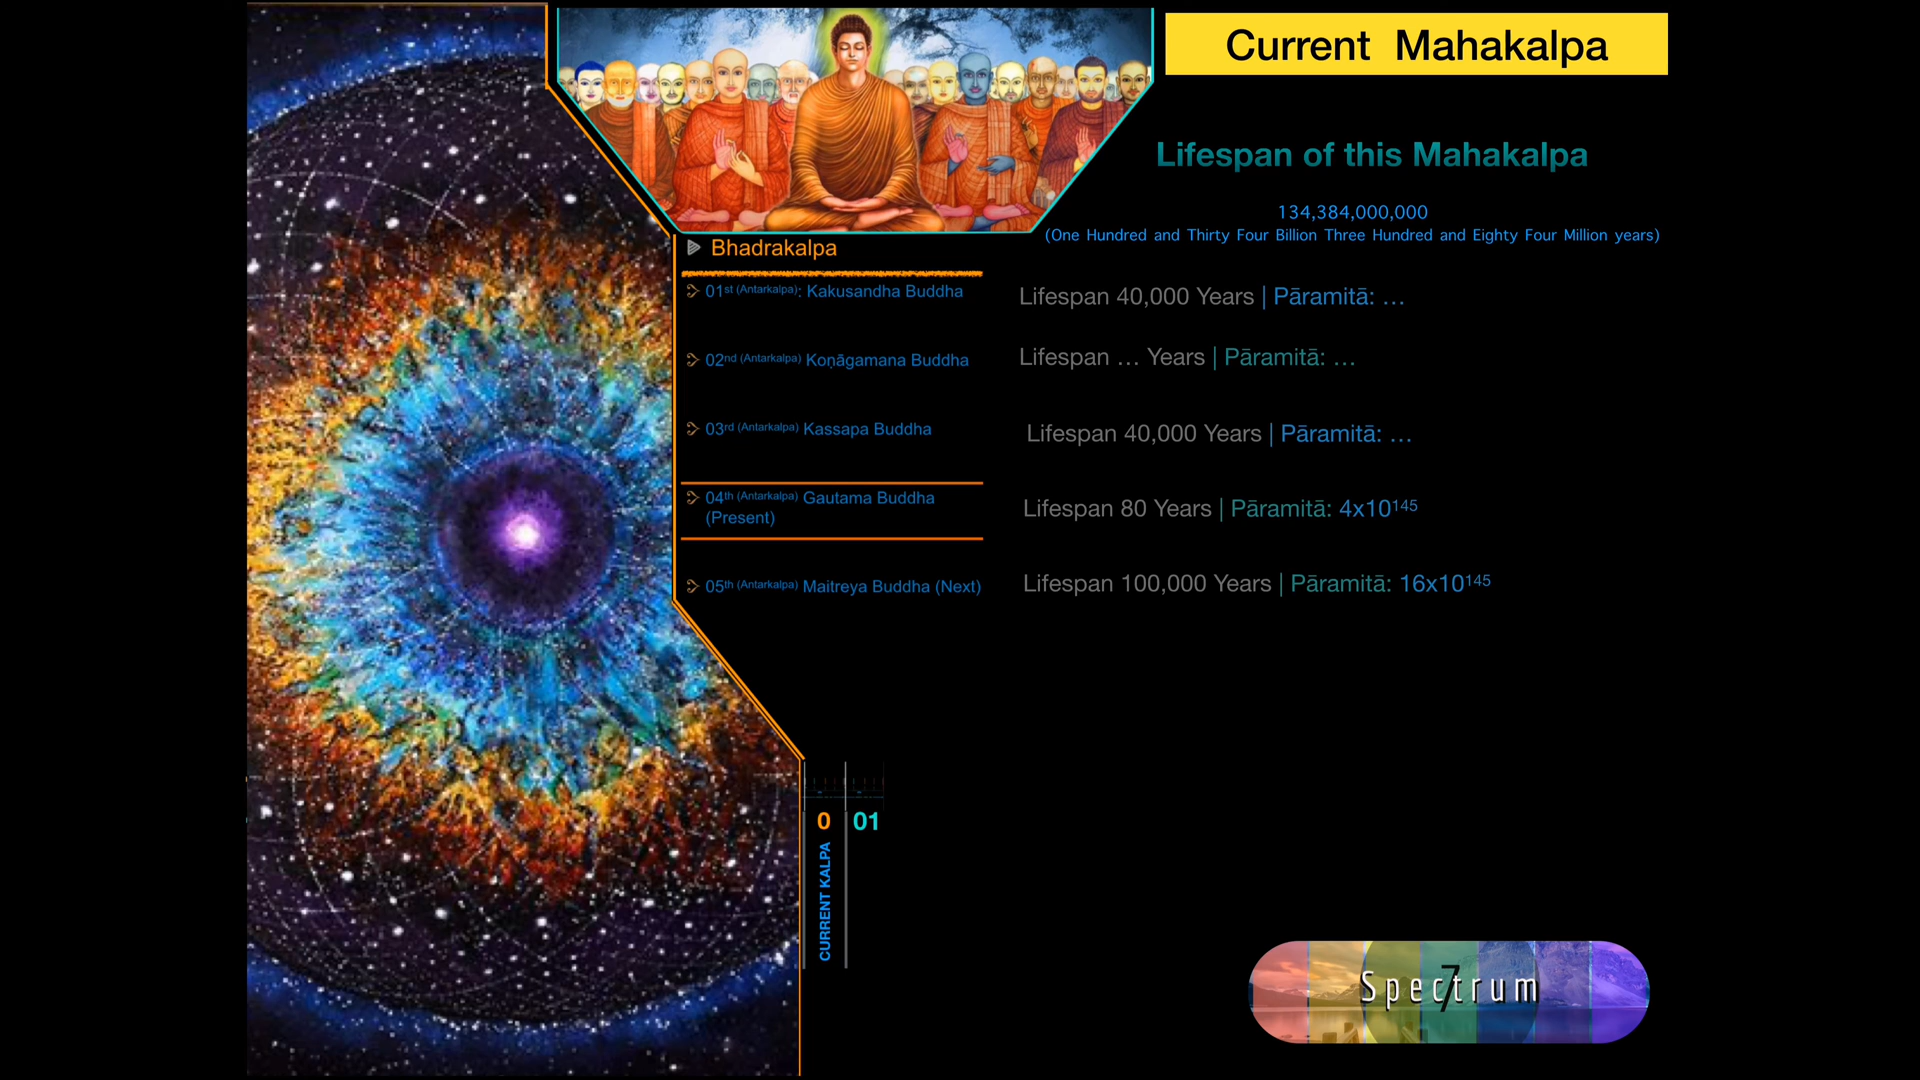 Current Mahakalpa
Lifespan of this Mahakalpa
134,384,000,000
(One Hundred and Thirty Four Billion Three Hundred and Eighty Four Million years)
Bhadrakalpa
01st (Antarkalpa): Kakusandha Buddha
Lifespan 40,000 Years | Pāramitā: ...
02nd (Antarkalpa) Koṇāgamana Buddha
Lifespan ... Years | Pāramitā: ...
03rd (Antarkalpa) Kassapa Buddha
Lifespan 40,000 Years | Pāramitā: ...
04th (Antarkalpa) Gautama Buddha
(Present)
Lifespan 80 Years | Pāramitā: 4x10¹⁴⁵
05th (Antarkalpa) Maitreya Buddha (Next)
Lifespan 100,000 Years | Pāramitā: 16x10¹⁴⁵
0
01
CURRENT KALPA
Spectrum
7